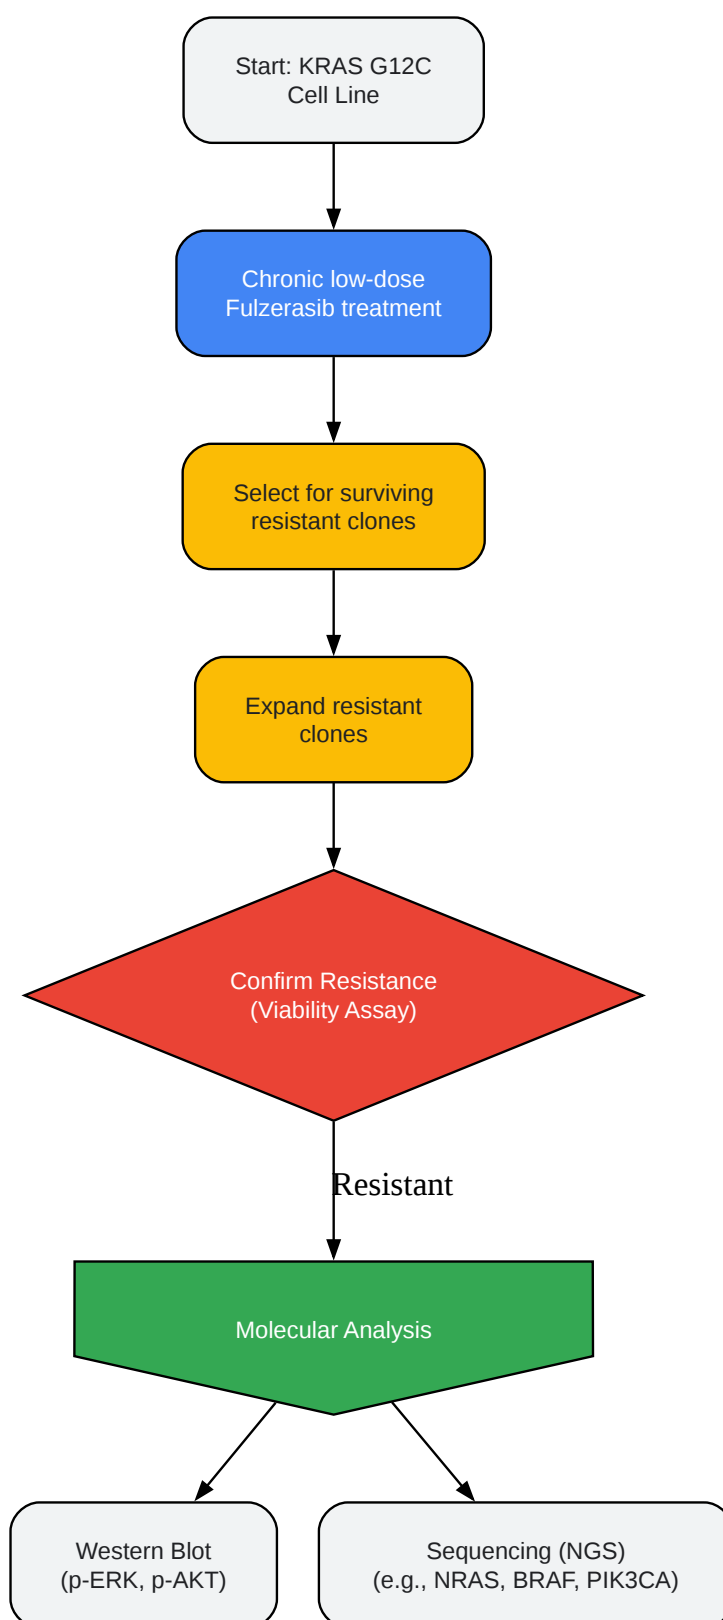 Start: KRAS G12C
Cell Line
Chronic low-dose
Fulzerasib treatment
Select for surviving
resistant clones
Expand resistant
clones
Confirm Resistance
(Viability Assay)
Resistant
Molecular Analysis
Western Blot
(p-ERK, p-AKT)
Sequencing (NGS)
(e.g., NRAS, BRAF, PIK3CA)